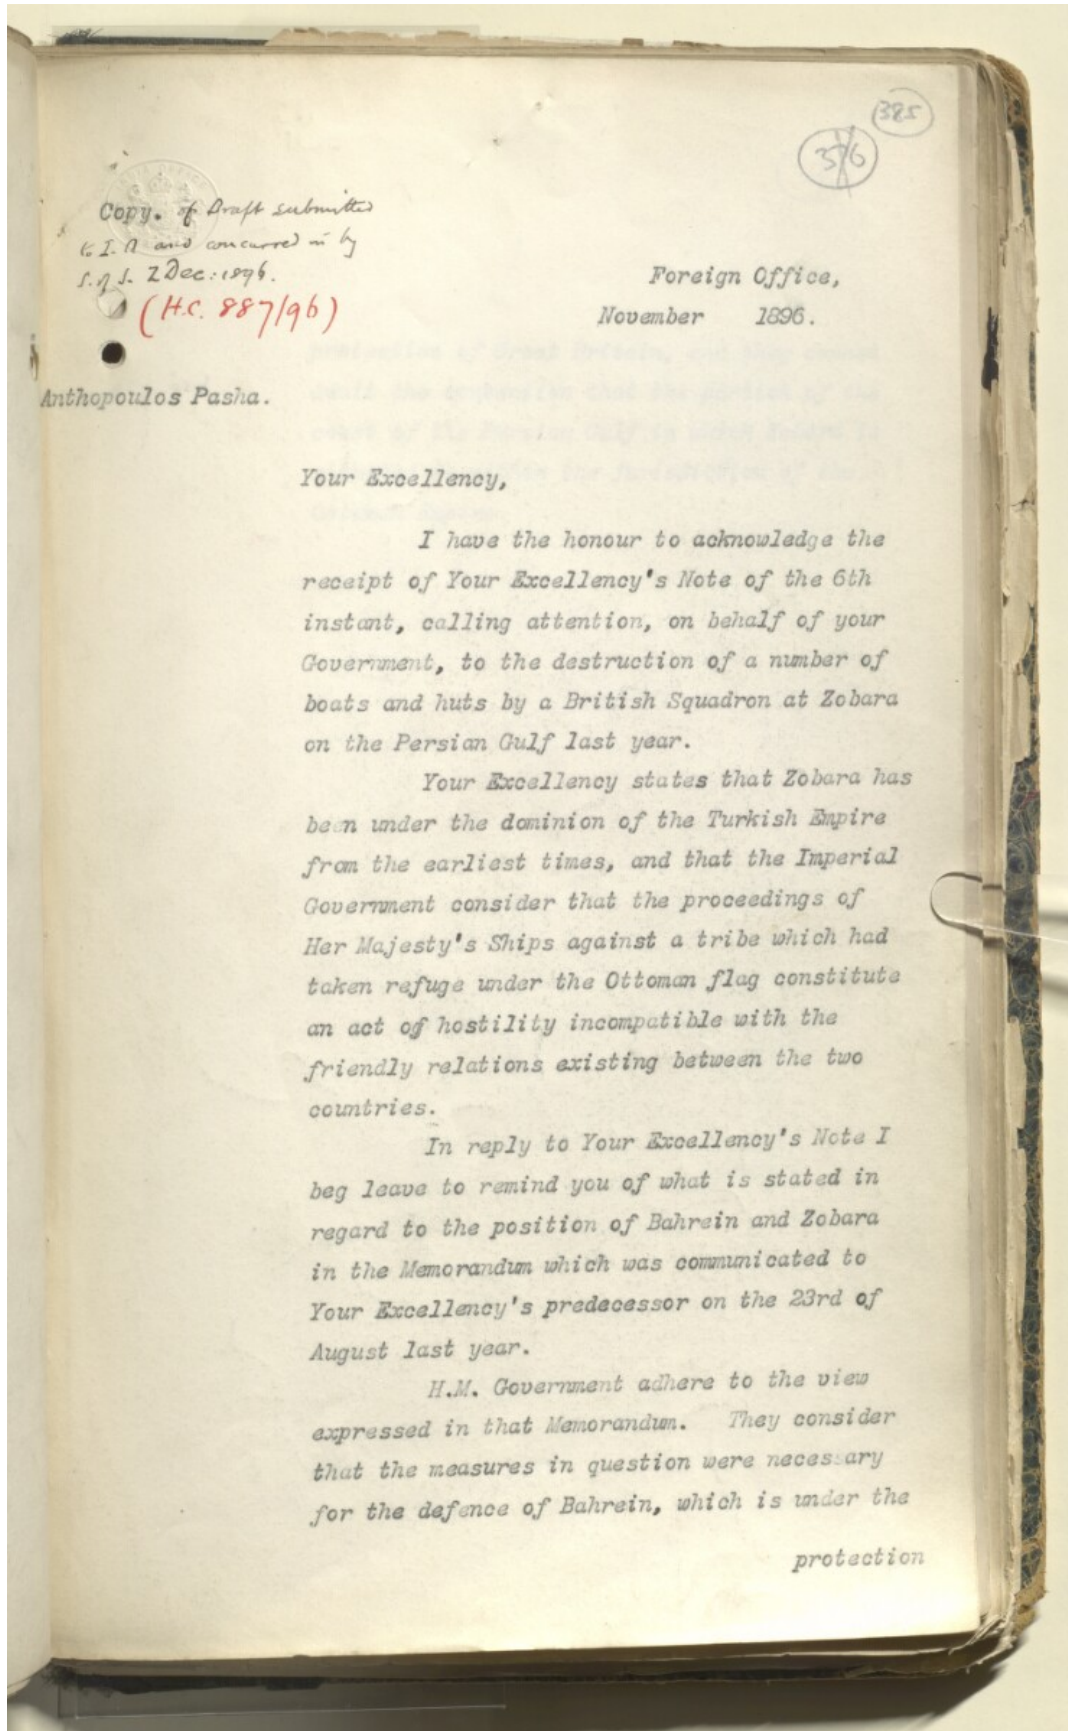 385
376
Copy. of Draft submitted
to I.O and concurred in by
S. of S. 2 Dec: 1896.
(H.C. 887/96)
Foreign Office,
November 1896.
Anthopoulos Pasha.
Your Excellency,
I have the honour to acknowledge the
receipt of Your Excellency's Note of the 6th
instant, calling attention, on behalf of your
Government, to the destruction of a number of
boats and huts by a British Squadron at Zobara
on the Persian Gulf last year.
Your Excellency states that Zobara has
been under the dominion of the Turkish Empire
from the earliest times, and that the Imperial
Government consider that the proceedings of
Her Majesty's Ships against a tribe which had
taken refuge under the Ottoman flag constitute
an act of hostility incompatible with the
friendly relations existing between the two
countries.
In reply to Your Excellency's Note I
beg leave to remind you of what is stated in
regard to the position of Bahrein and Zobara
in the Memorandum which was communicated to
Your Excellency's predecessor on the 23rd of
August last year.
H.M. Government adhere to the view
expressed in that Memorandum. They consider
that the measures in question were necessary
for the defence of Bahrein, which is under the
protection